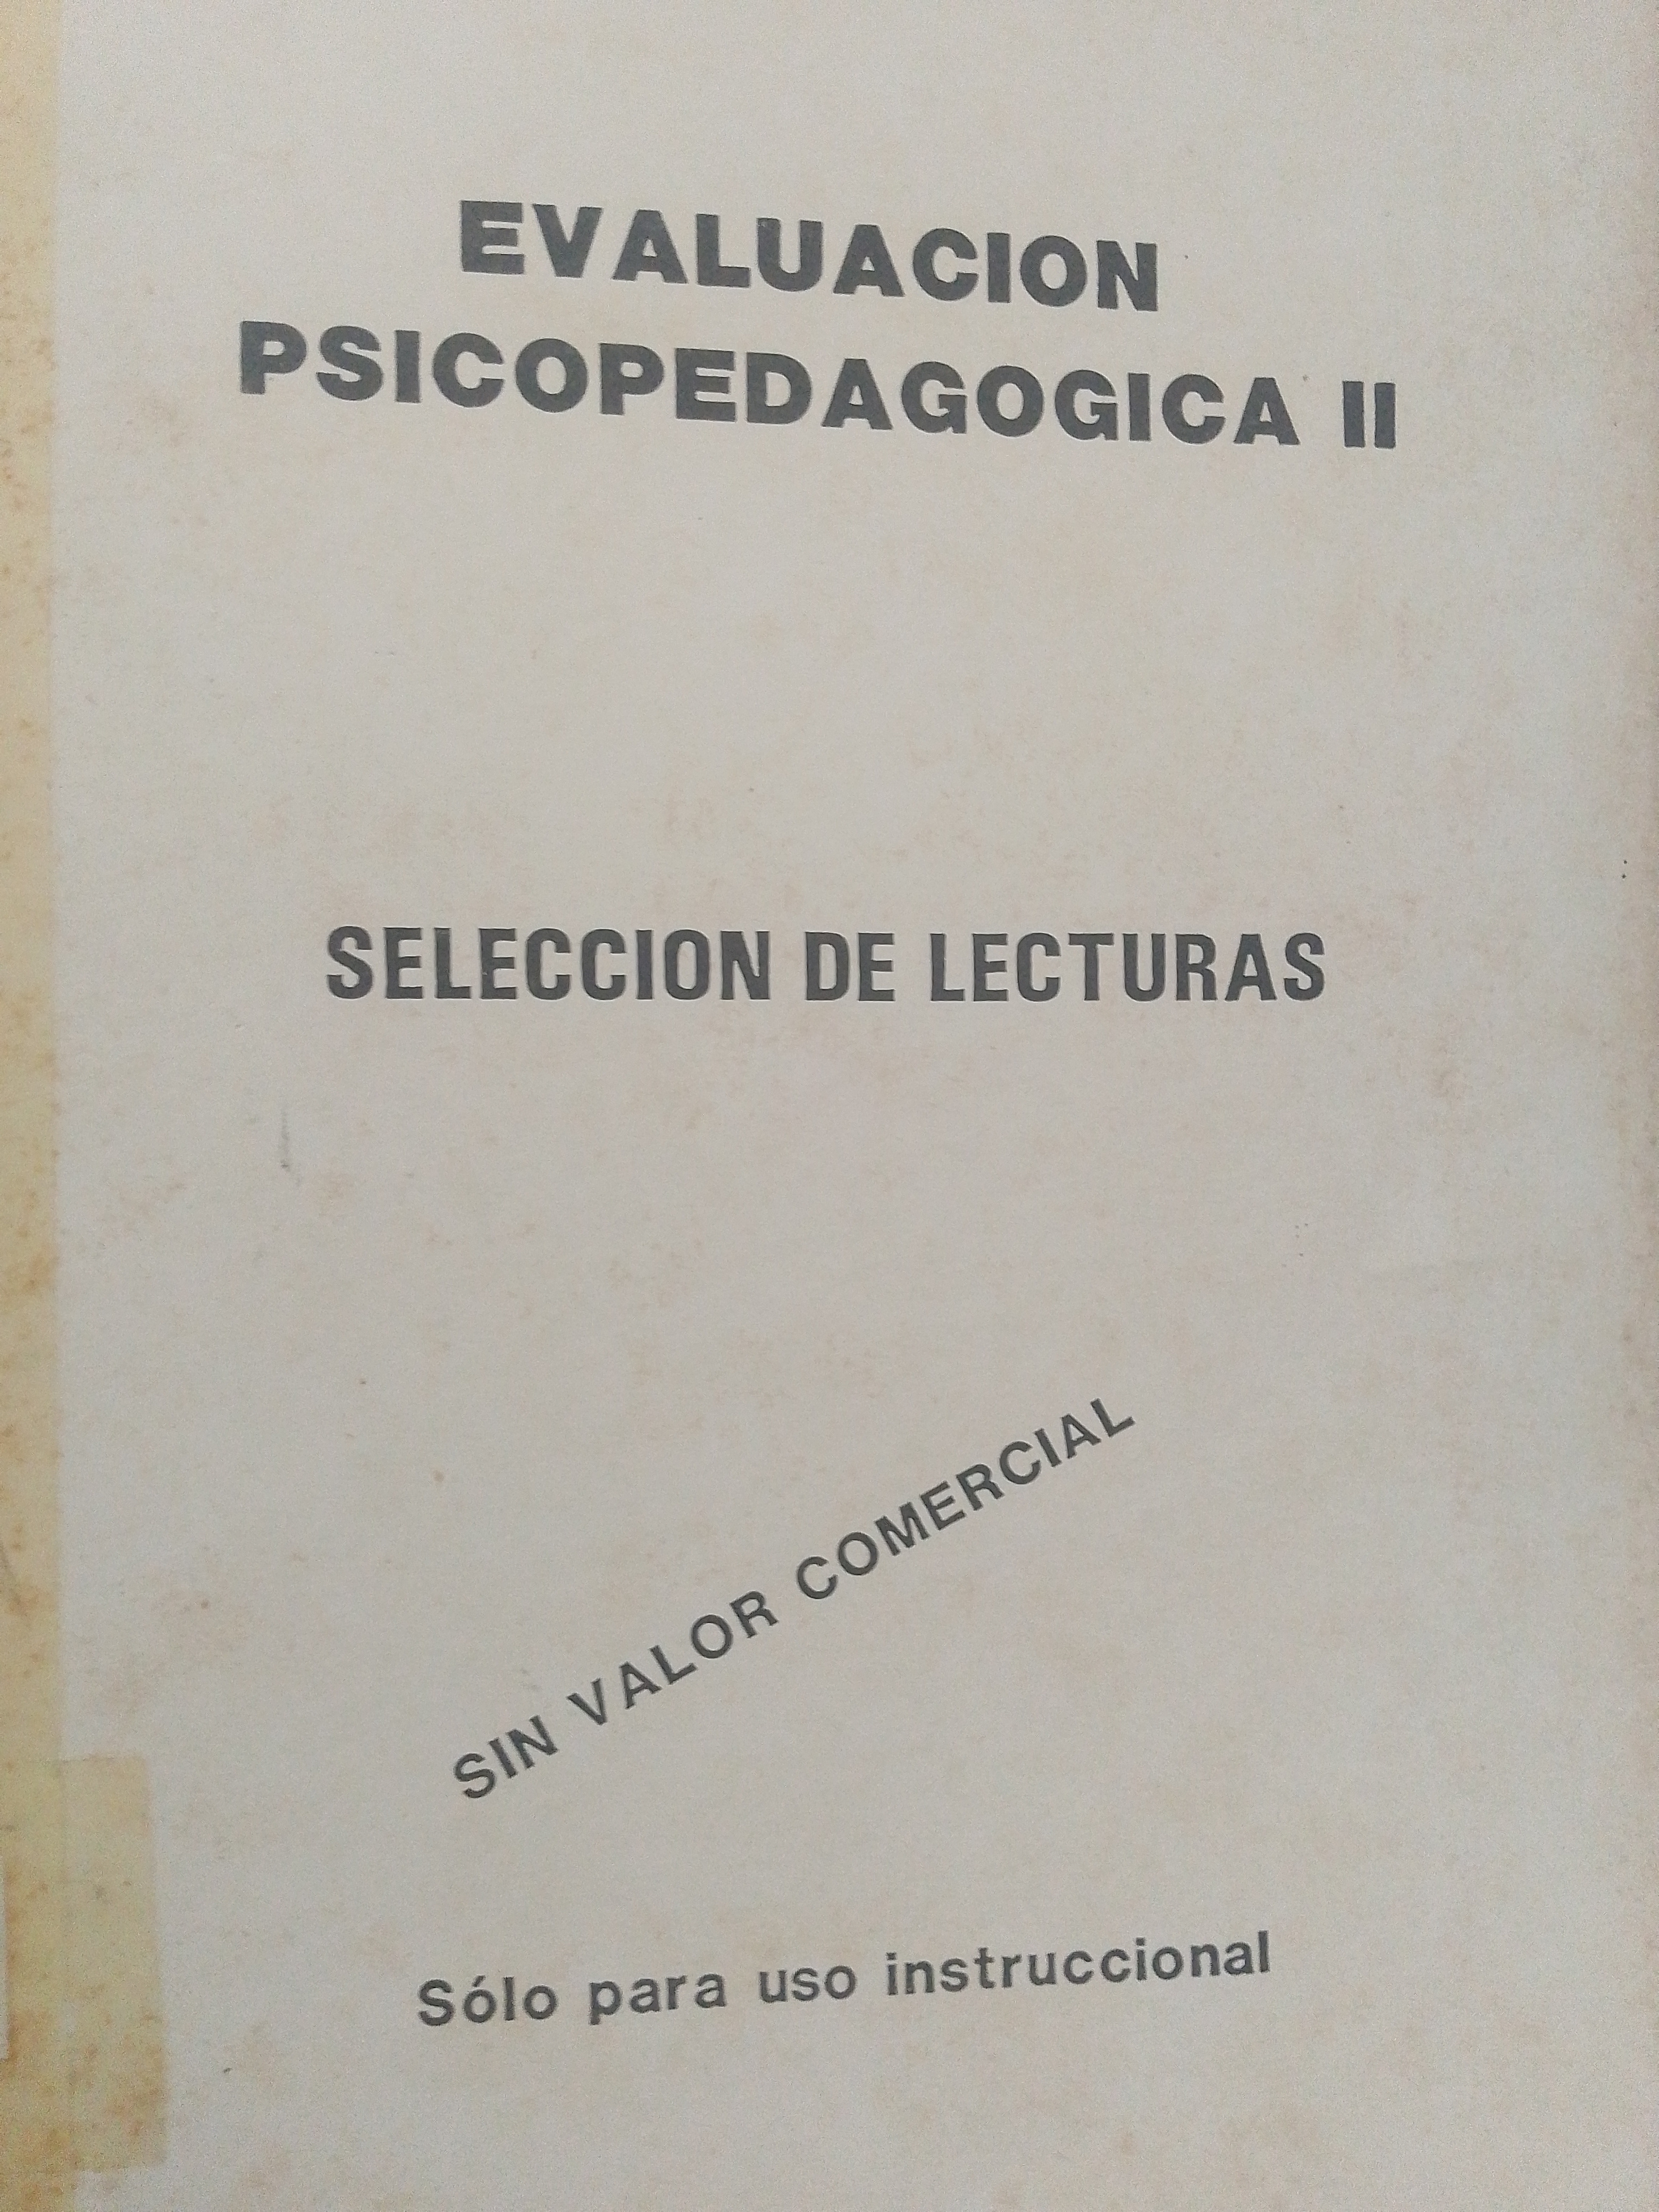 EVALUACION
PSICOPEDAGOGICA II
SELECCION DE LECTURAS
SIN VALOR COMERCIAL
Sólo para uso instruccional